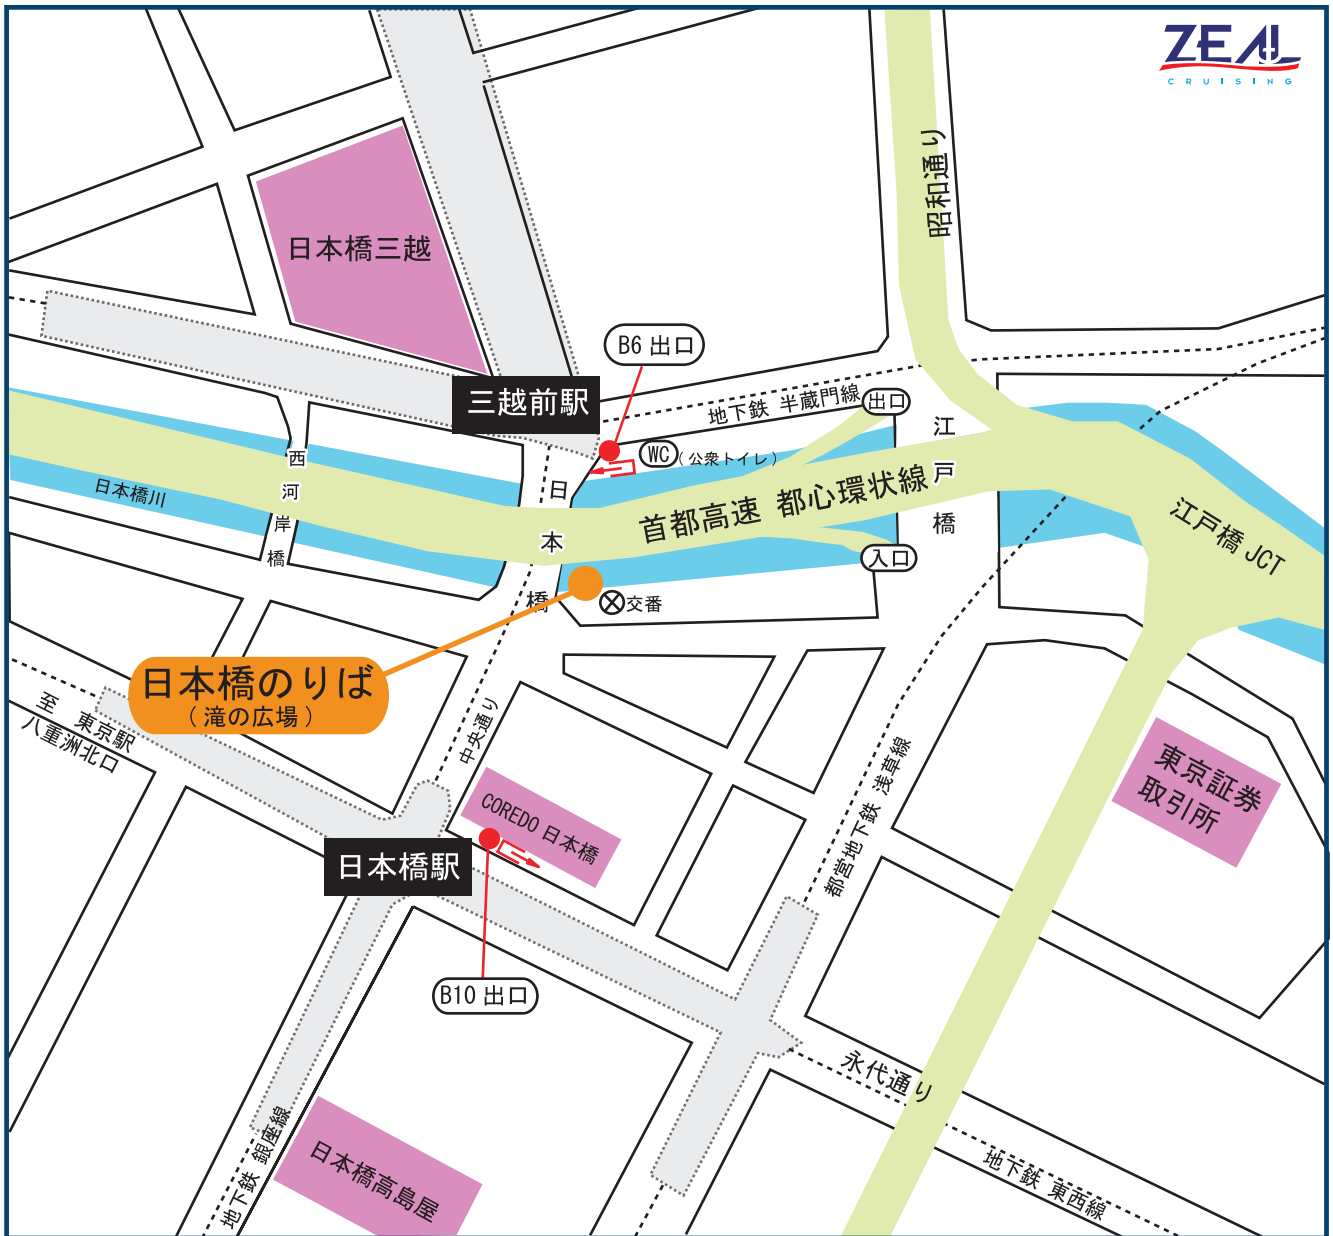 ZEAL
CRUISING
昭和通り
日本橋三越
B6 出口
三越前駅
地下鉄 半蔵門線
出口
江戸橋
WC (公衆トイレ)
西河岸橋
日本橋川
日本橋
首都高速 都心環状線
江戸橋 JCT
入口
交番
日本橋のりば
(滝の広場)
至 東京駅
八重洲北口
中央通り
都営地下鉄 浅草線
東京証券
取引所
COREDO 日本橋
日本橋駅
B10 出口
永代通り
地下鉄 銀座線
日本橋高島屋
地下鉄 東西線